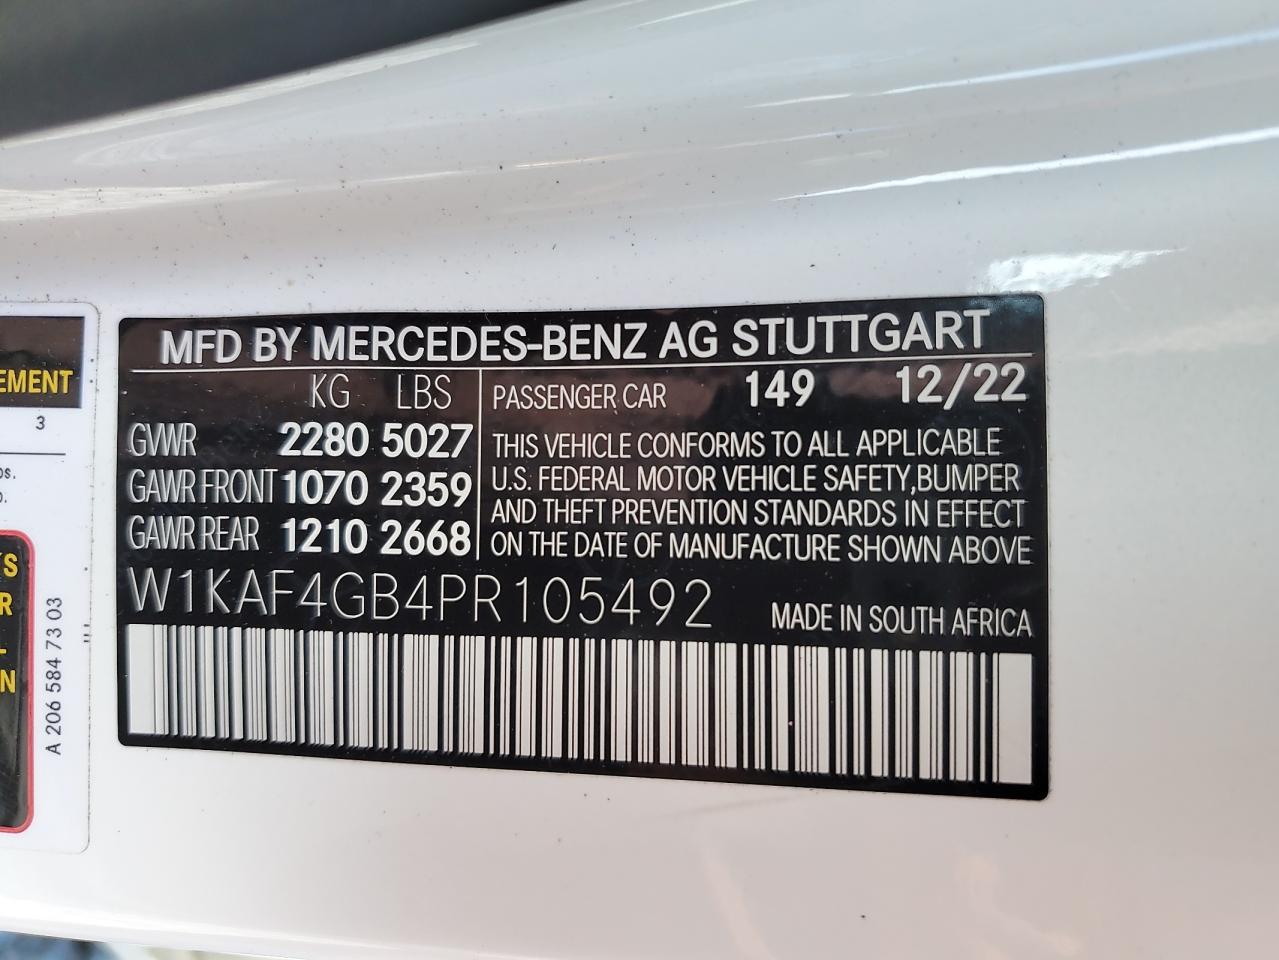 MFD BY MERCEDES-BENZ AG STUTTGART
KG LBS
GVWR 2280 5027
GAWR FRONT 1070 2359
GAWR REAR 1210 2668
PASSENGER CAR 149 12/22
THIS VEHICLE CONFORMS TO ALL APPLICABLE
U.S. FEDERAL MOTOR VEHICLE SAFETY,BUMPER
AND THEFT PREVENTION STANDARDS IN EFFECT
ON THE DATE OF MANUFACTURE SHOWN ABOVE
W1KAF4GB4PR105492
MADE IN SOUTH AFRICA
3
A 206 584 73 03